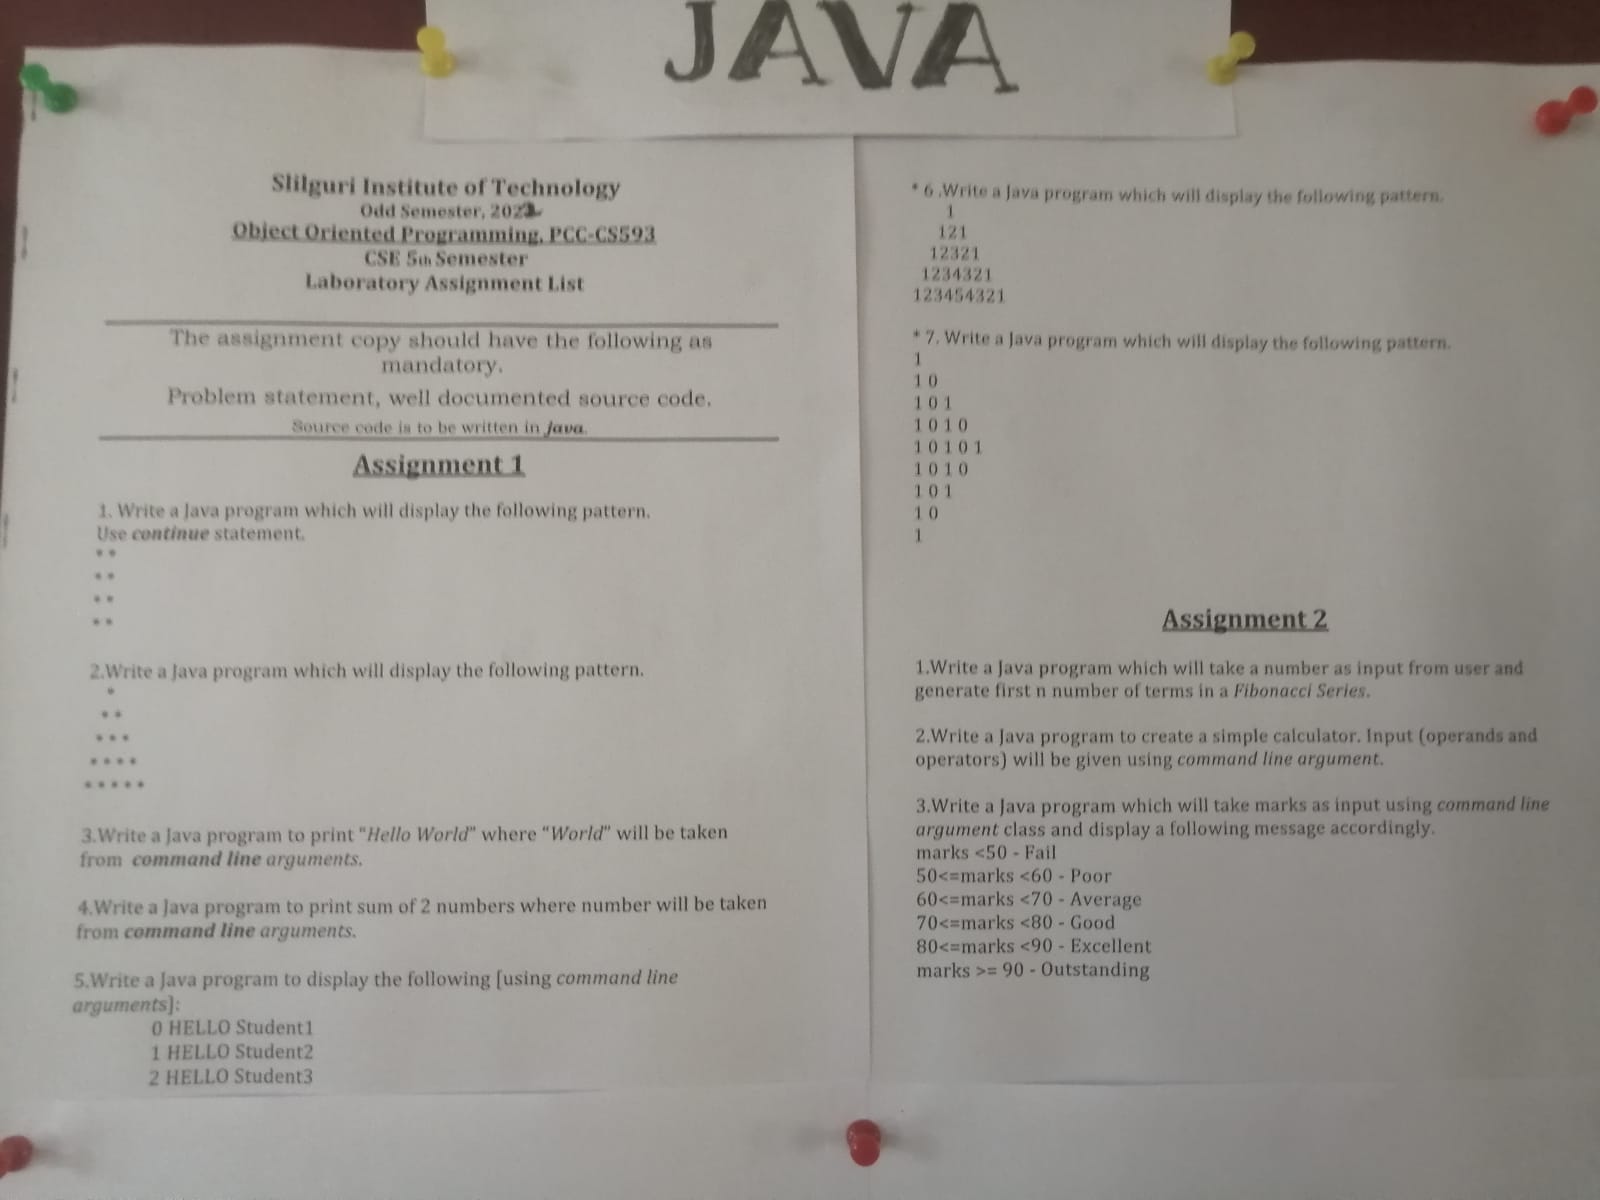 JAVA
Slilguri Institute of Technology
Odd Semester, 2022
Object Oriented Programming, PCC-CS593
CSE 5th Semester
Laboratory Assignment List
The assignment copy should have the following as
mandatory.
Problem statement, well documented source code.
Source code is to be written in java.
Assignment 1
1. Write a Java program which will display the following pattern.
Use continue statement.
* *
* *
* *
* *
2.Write a Java program which will display the following pattern.
*
* *
* * *
* * * *
* * * * *
3.Write a Java program to print “Hello World” where “World” will be taken
from command line arguments.
4.Write a Java program to print sum of 2 numbers where number will be taken
from command line arguments.
5.Write a Java program to display the following [using command line
arguments]:
0 HELLO Student1
1 HELLO Student2
2 HELLO Student3
* 6 .Write a Java program which will display the following pattern.
1
121
12321
1234321
123454321
* 7. Write a Java program which will display the following pattern.
1
1 0
1 0 1
1 0 1 0
1 0 1 0 1
1 0 1 0
1 0 1
1 0
1
Assignment 2
1.Write a Java program which will take a number as input from user and
generate first n number of terms in a Fibonacci Series.
2.Write a Java program to create a simple calculator. Input (operands and
operators) will be given using command line argument.
3.Write a Java program which will take marks as input using command line
argument class and display a following message accordingly.
marks <50 - Fail
50<=marks <60 - Poor
60<=marks <70 - Average
70<=marks <80 - Good
80<=marks <90 - Excellent
marks >= 90 - Outstanding